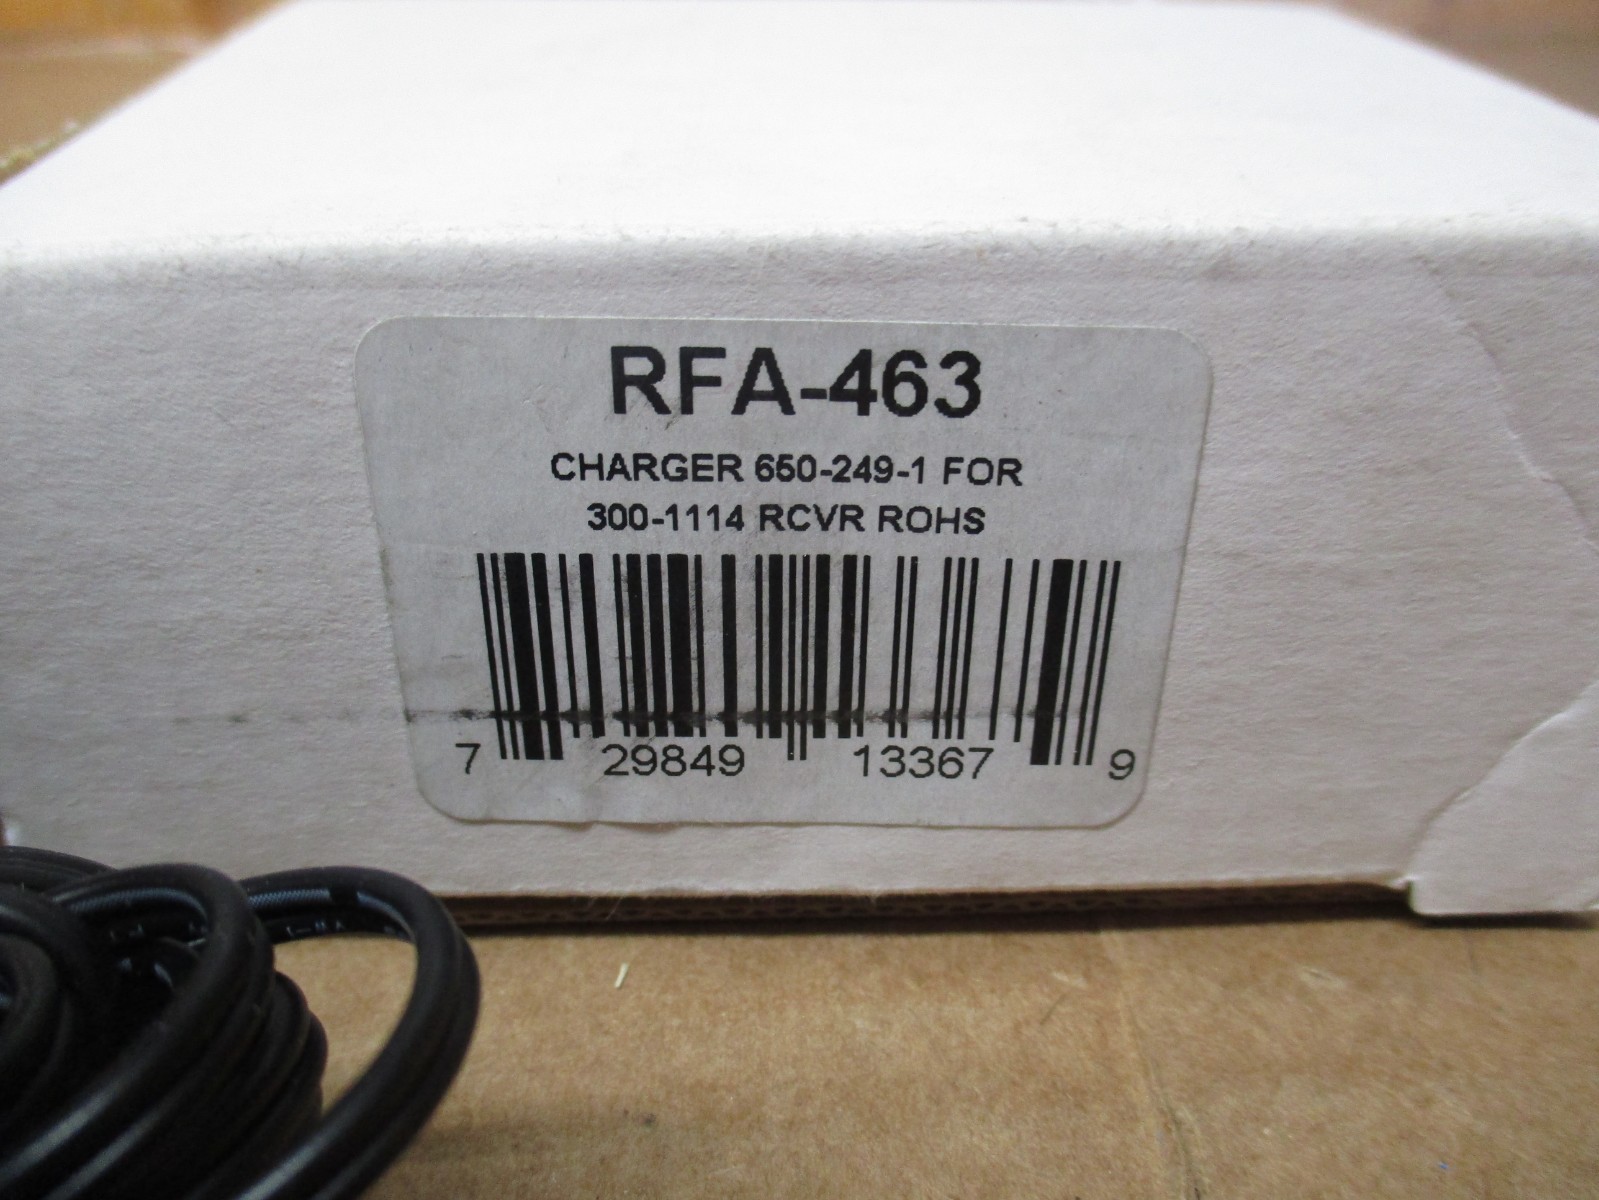 RFA-463
CHARGER 650-249-1 FOR
300-1114 RCVR ROHS
7 29849 13367 9